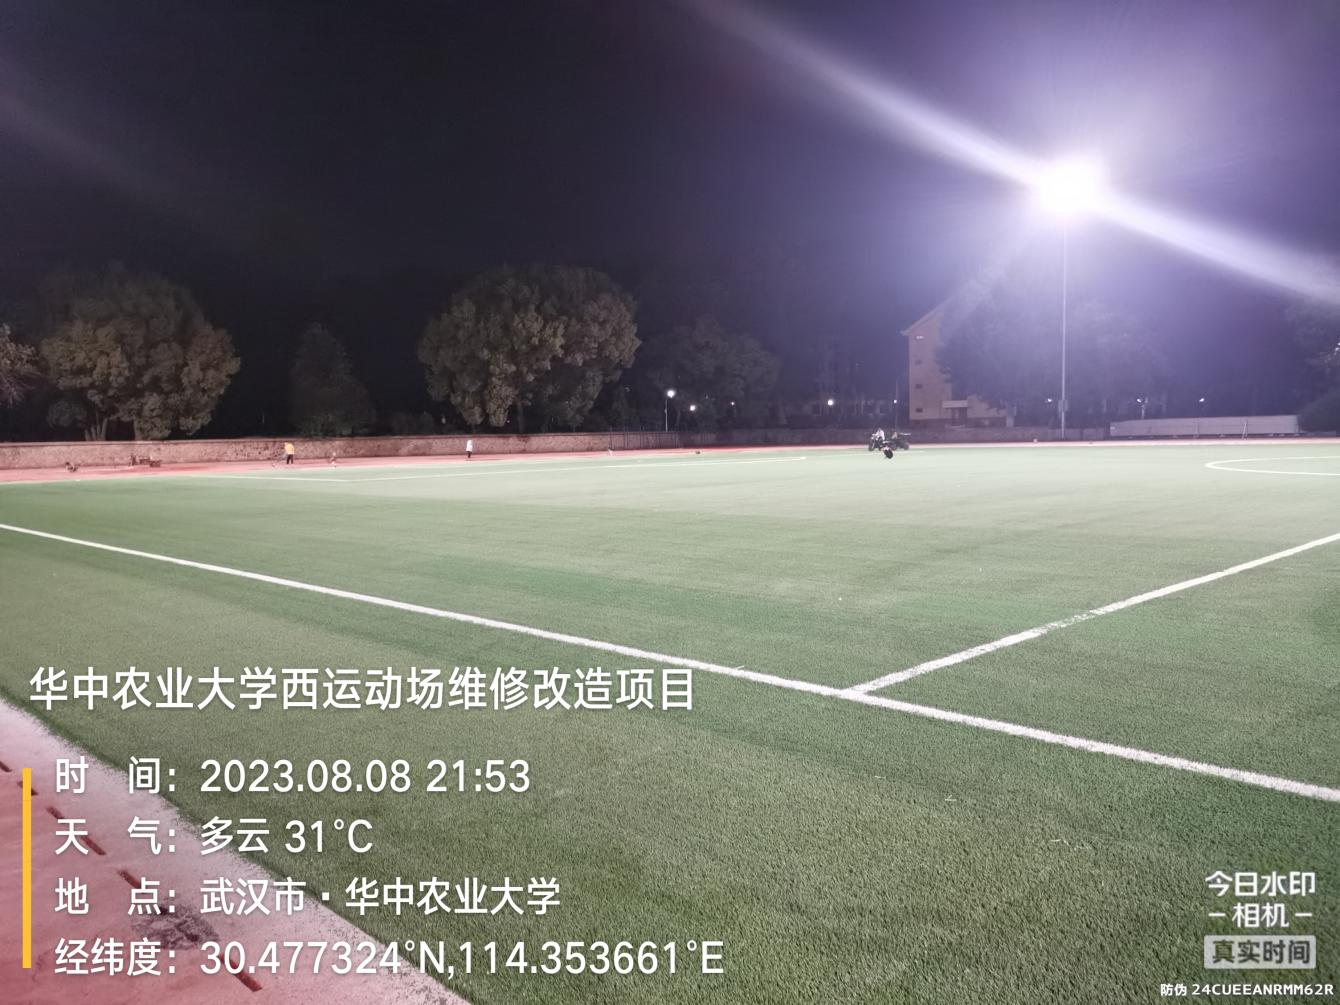 华中农业大学西运动场维修改造项目
时 间：2023.08.08 21:53
天 气：多云 31°C
地 点：武汉市·华中农业大学
经纬度：30.477324°N,114.353661°E
今日水印
-相机-
真实时间
防伪 24CUEEANRMM62R